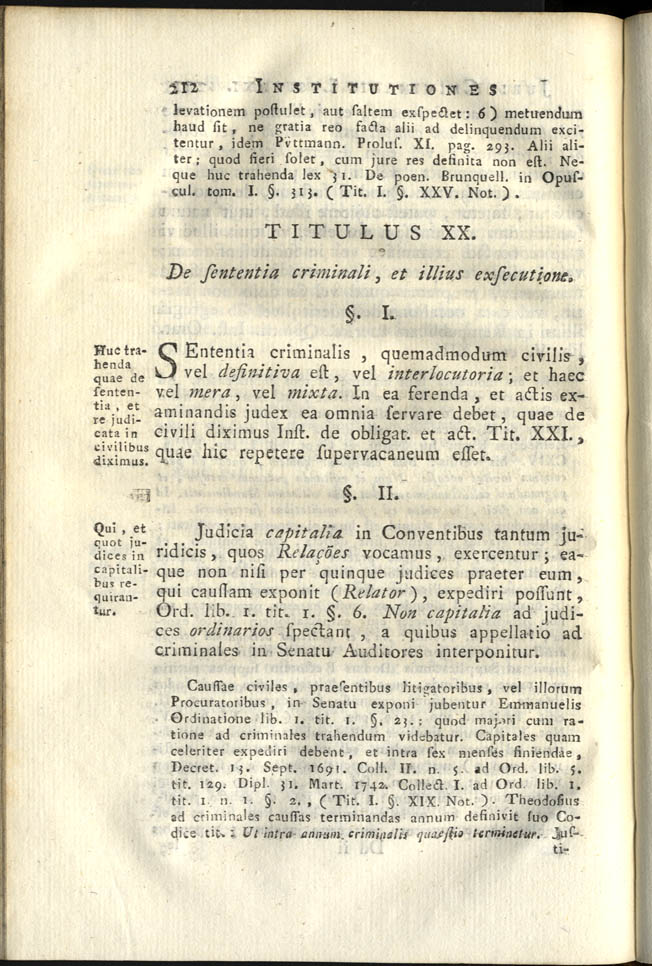 212 INSTITUTIONES
levationem poſtulet, aut ſaltem exſpectet: 6) metuendum
haud ſit, ne gratia reo facta alii ad delinquendum exci-
tentur, idem Pvttmann. Proluſ. XI. pag. 293. Alii ali-
ter; quod fieri ſolet, cum jure res definita non eſt. Ne-
que huc trahenda lex 31. De poen. Brunquell. in Opuſ-
cul. tom. I. §. 313. (Tit. I. §. XXV. Not.).
TITULUS XX.
De ſententia criminali, et illius exſecutione.
§. I.
Huc tra-
henda
quae de
ſenten-
tia, et
re judi-
cata in
civilibus
diximus.
SEntentia criminalis, quemadmodum civilis,
vel definitiva eſt, vel interlocutoria; et haec
vel mera, vel mixta. In ea ferenda, et actis ex-
aminandis judex ea omnia ſervare debet, quae de
civili diximus Inſt. de obligat. et act. Tit. XXI.,
quae hic repetere ſupervacaneum eſſet.
§. II.
Qui, et
quot ju-
dices in
capitali-
bus re-
quiran-
tur.
Judicia capitalia in Conventibus tantum ju-
ridicis, quos Relações vocamus, exercentur; ea-
que non niſi per quinque judices praeter eum,
qui cauſſam exponit (Relator), expediri poſſunt,
Ord. lib. 1. tit. 1. §. 6. Non capitalia ad judi-
ces ordinarios ſpectant, a quibus appellatio ad
criminales in Senatu Auditores interponitur.
Cauſſae civiles, praeſentibus litigatoribus, vel illorum
Procuratoribus, in Senatu exponi jubentur Emmanuelis
Ordinatione lib. 1. tit. 1. §. 23.: quod majori cum ra-
tione ad criminales trahendum videbatur. Capitales quam
celeriter expediri debent, et intra ſex menſes finiendae,
Decret. 13. Sept. 1691. Coll. II. n. 5. ad Ord. lib. 5.
tit. 129. Dipl. 31. Mart. 1742. Collect. I. ad Ord. lib. 1.
tit. 1. n. 1. §. 2., (Tit. I. §. XIX. Not.). Theodoſius
ad criminales cauſſas terminandas annum definivit ſuo Co-
dice tit.: Ut intra annum criminalis quaeſtio terminetur. Juſ-
ti-